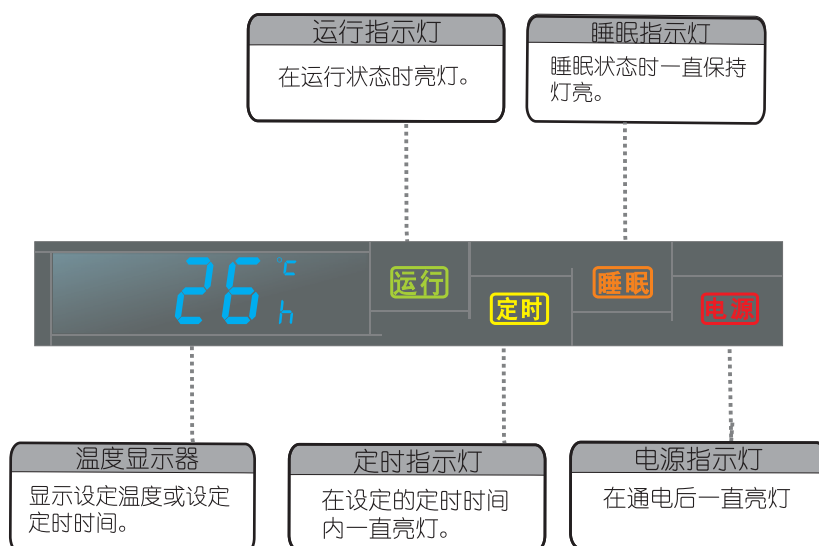 运行指示灯
在运行状态时亮灯。
睡眠指示灯
睡眠状态时一直保持
灯亮。
26 °C
h
运行
定时
睡眠
电源
温度显示器
显示设定温度或设定
定时时间。
定时指示灯
在设定的定时时间
内一直亮灯。
电源指示灯
在通电后一直亮灯